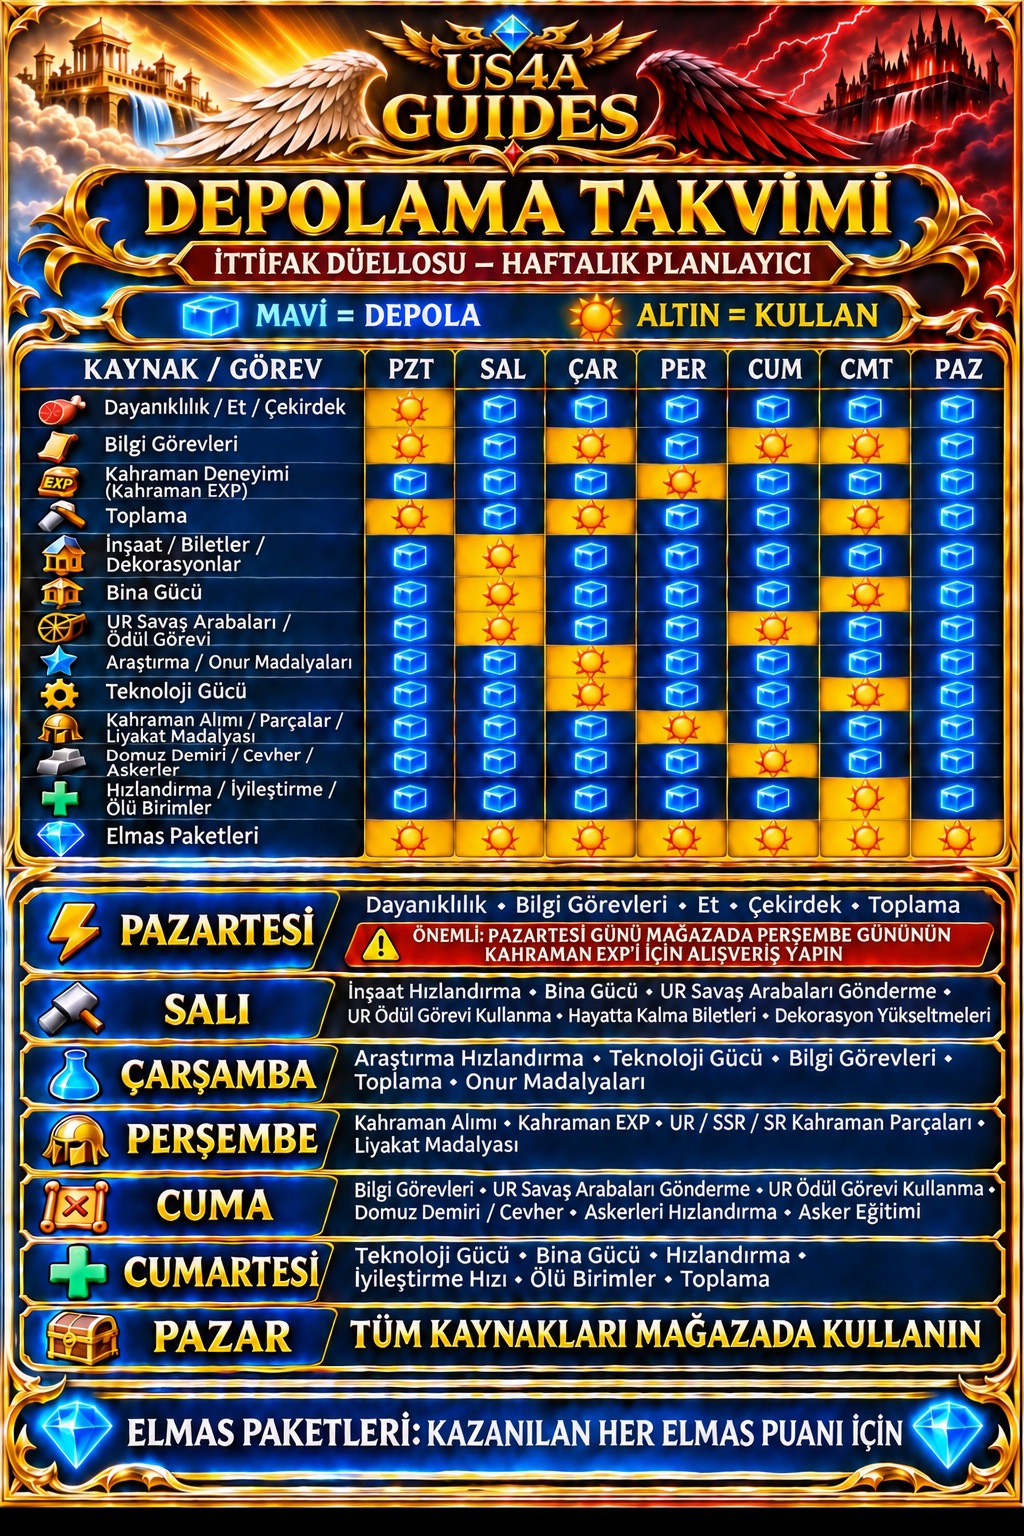 US4A
GUIDES
DEPOLAMA TAKVİMİ
İTTİFAK DÜELLOSU – HAFTALIK PLANLAYICI
MAVİ = DEPOLA
ALTIN = KULLAN
KAYNAK / GÖREV PZT SAL ÇAR PER CUM CMT PAZ
Dayanıklılık / Et / Çekirdek
Bilgi Görevleri
EXP
Kahraman Deneyimi
(Kahraman EXP)
Toplama
İnşaat / Biletler /
Dekorasyonlar
Bina Gücü
UR Savaş Arabaları /
Ödül Görevi
Araştırma / Onur Madalyaları
Teknoloji Gücü
Kahraman Alımı / Parçalar /
Liyakat Madalyası
Domuz Demiri / Cevher /
Askerler
Hızlandırma / İyileştirme /
Ölü Birimler
Elmas Paketleri
PAZARTESİ
Dayanıklılık • Bilgi Görevleri • Et • Çekirdek • Toplama
ÖNEMLİ: PAZARTESİ GÜNÜ MAĞAZADA PERŞEMBE GÜNÜNÜN
KAHRAMAN EXP'İ İÇİN ALIŞVERİŞ YAPIN
SALI
İnşaat Hızlandırma • Bina Gücü • UR Savaş Arabaları Gönderme •
UR Ödül Görevi Kullanma • Hayatta Kalma Biletleri • Dekorasyon Yükseltmeleri
ÇARŞAMBA
Araştırma Hızlandırma • Teknoloji Gücü • Bilgi Görevleri •
Toplama • Onur Madalyaları
PERŞEMBE
Kahraman Alımı • Kahraman EXP • UR / SSR / SR Kahraman Parçaları •
Liyakat Madalyası
CUMA
Bilgi Görevleri • UR Savaş Arabaları Gönderme • UR Ödül Görevi Kullanma •
Domuz Demiri / Cevher • Askerleri Hızlandırma • Asker Eğitimi
CUMARTESİ
Teknoloji Gücü • Bina Gücü • Hızlandırma •
İyileştirme Hızı • Ölü Birimler • Toplama
PAZAR
TÜM KAYNAKLARI MAĞAZADA KULLANIN
ELMAS PAKETLERİ: KAZANILAN HER ELMAS PUANI İÇİN